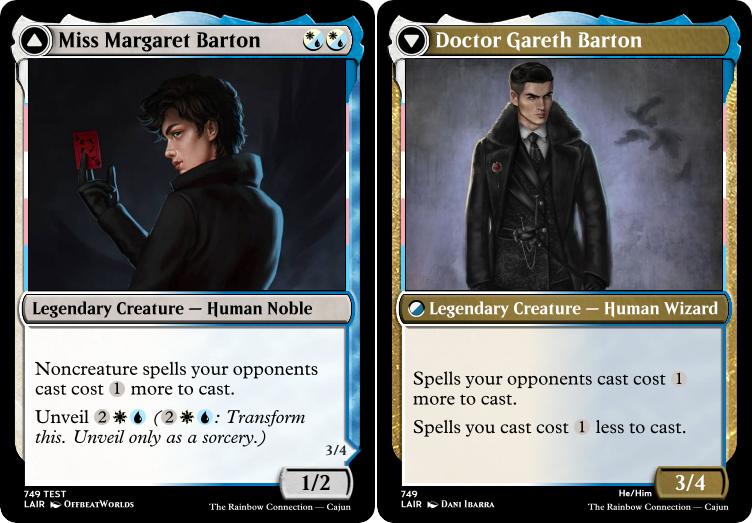 Miss Margaret Barton
Legendary Creature — Human Noble
Noncreature spells your opponents
cast cost 1 more to cast.
Unveil 2 (2 : Transform
this. Unveil only as a sorcery.)
3/4
1/2
749 TEST
LAIR OffbeatWorlds
The Rainbow Connection — Cajun
Doctor Gareth Barton
Legendary Creature — Human Wizard
Spells your opponents cast cost 1
more to cast.
Spells you cast cost 1 less to cast.
3/4
749
He/Him
LAIR Dani Ibarra
The Rainbow Connection — Cajun